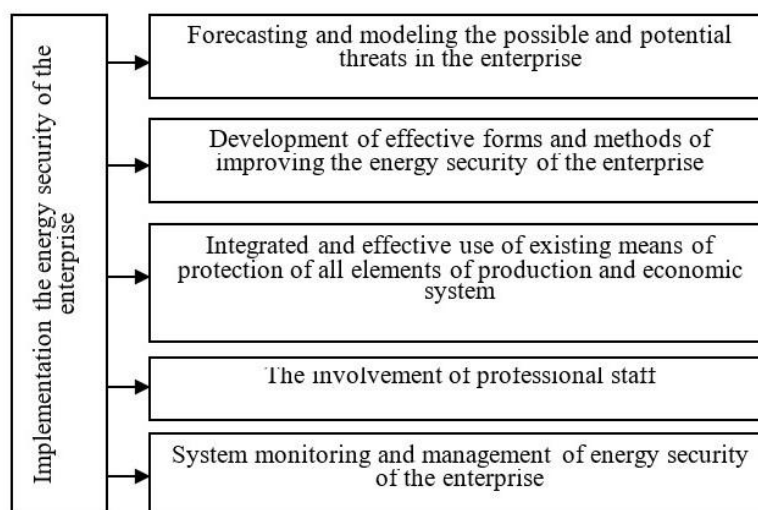 Implementation the energy security of the
enterprise
Forecasting and modeling the possible and potential
threats in the enterprise
Development of effective forms and methods of
improving the energy security of the enterprise
Integrated and effective use of existing means of
protection of all elements of production and economic
system
The involvement of professional staff
System monitoring and management of energy security
of the enterprise